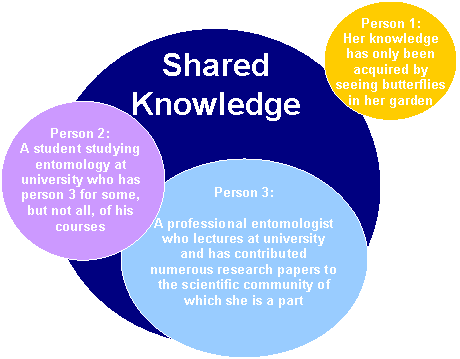 Shared
Knowledge
Person 1:
Her knowledge
has only been
acquired by
seeing butterflies
in her garden
Person 2:
A student studying
entomology at
university who has
person 3 for some,
but not all, of his
courses
Person 3:
A professional entomologist
who lectures at university
and has contributed
numerous research papers to
the scientific community of
which she is a part